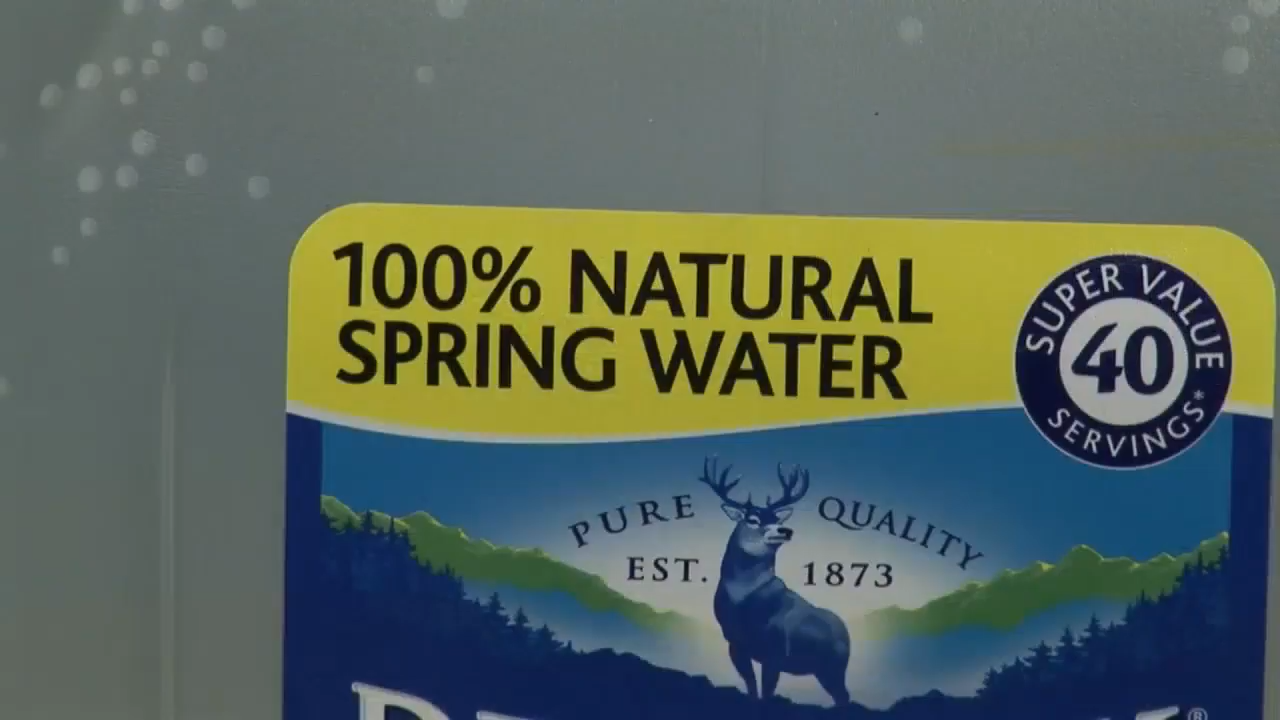 100% NATURAL
SPRING WATER
SUPER VALUE
40
SERVINGS*
PURE QUALITY
EST. 1873